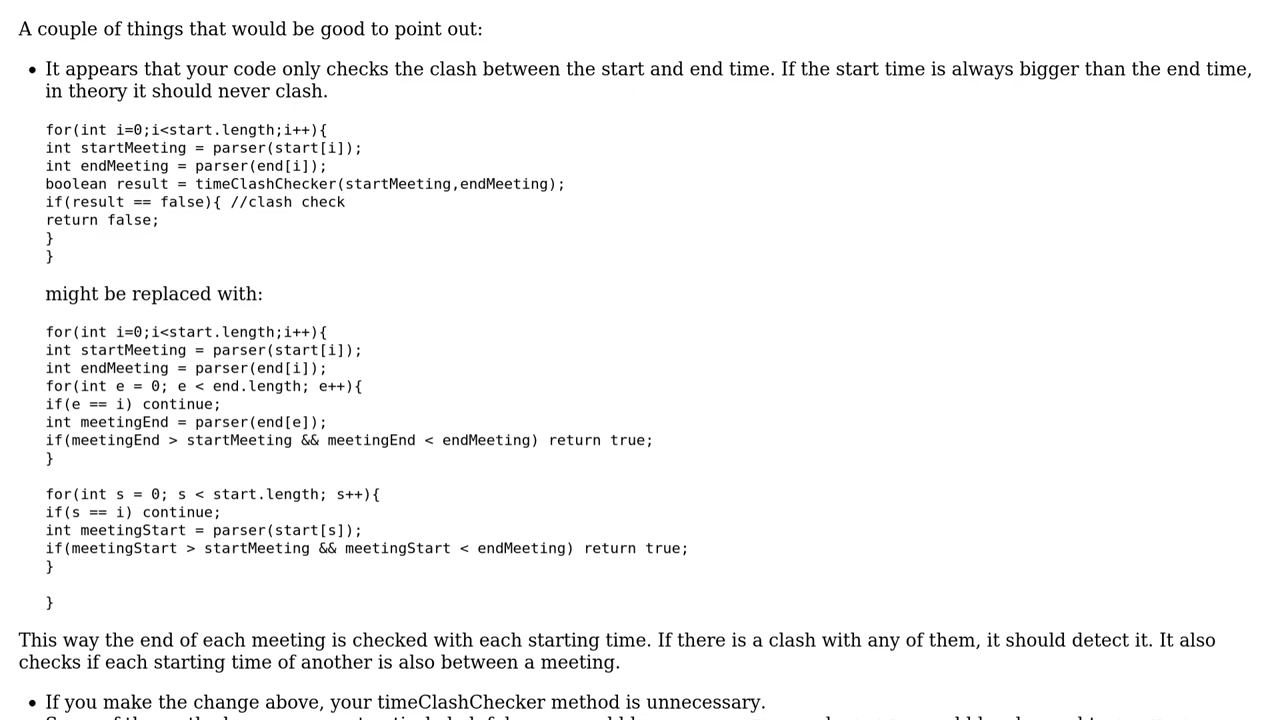 A couple of things that would be good to point out:
• It appears that your code only checks the clash between the start and end time. If the start time is always bigger than the end time,
in theory it should never clash.
for(int i=0;i<start.length;i++){
int startMeeting = parser(start[i]);
int endMeeting = parser(end[i]);
boolean result = timeClashChecker(startMeeting,endMeeting);
if(result == false){ //clash check
return false;
}
}
might be replaced with:
for(int i=0;i<start.length;i++){
int startMeeting = parser(start[i]);
int endMeeting = parser(end[i]);
for(int e = 0; e < end.length; e++){
if(e == i) continue;
int meetingEnd = parser(end[e]);
if(meetingEnd > startMeeting && meetingEnd < endMeeting) return true;
}
for(int s = 0; s < start.length; s++){
if(s == i) continue;
int meetingStart = parser(start[s]);
if(meetingStart > startMeeting && meetingStart < endMeeting) return true;
}
}
This way the end of each meeting is checked with each starting time. If there is a clash with any of them, it should detect it. It also
checks if each starting time of another is also between a meeting.
• If you make the change above, your timeClashChecker method is unnecessary.